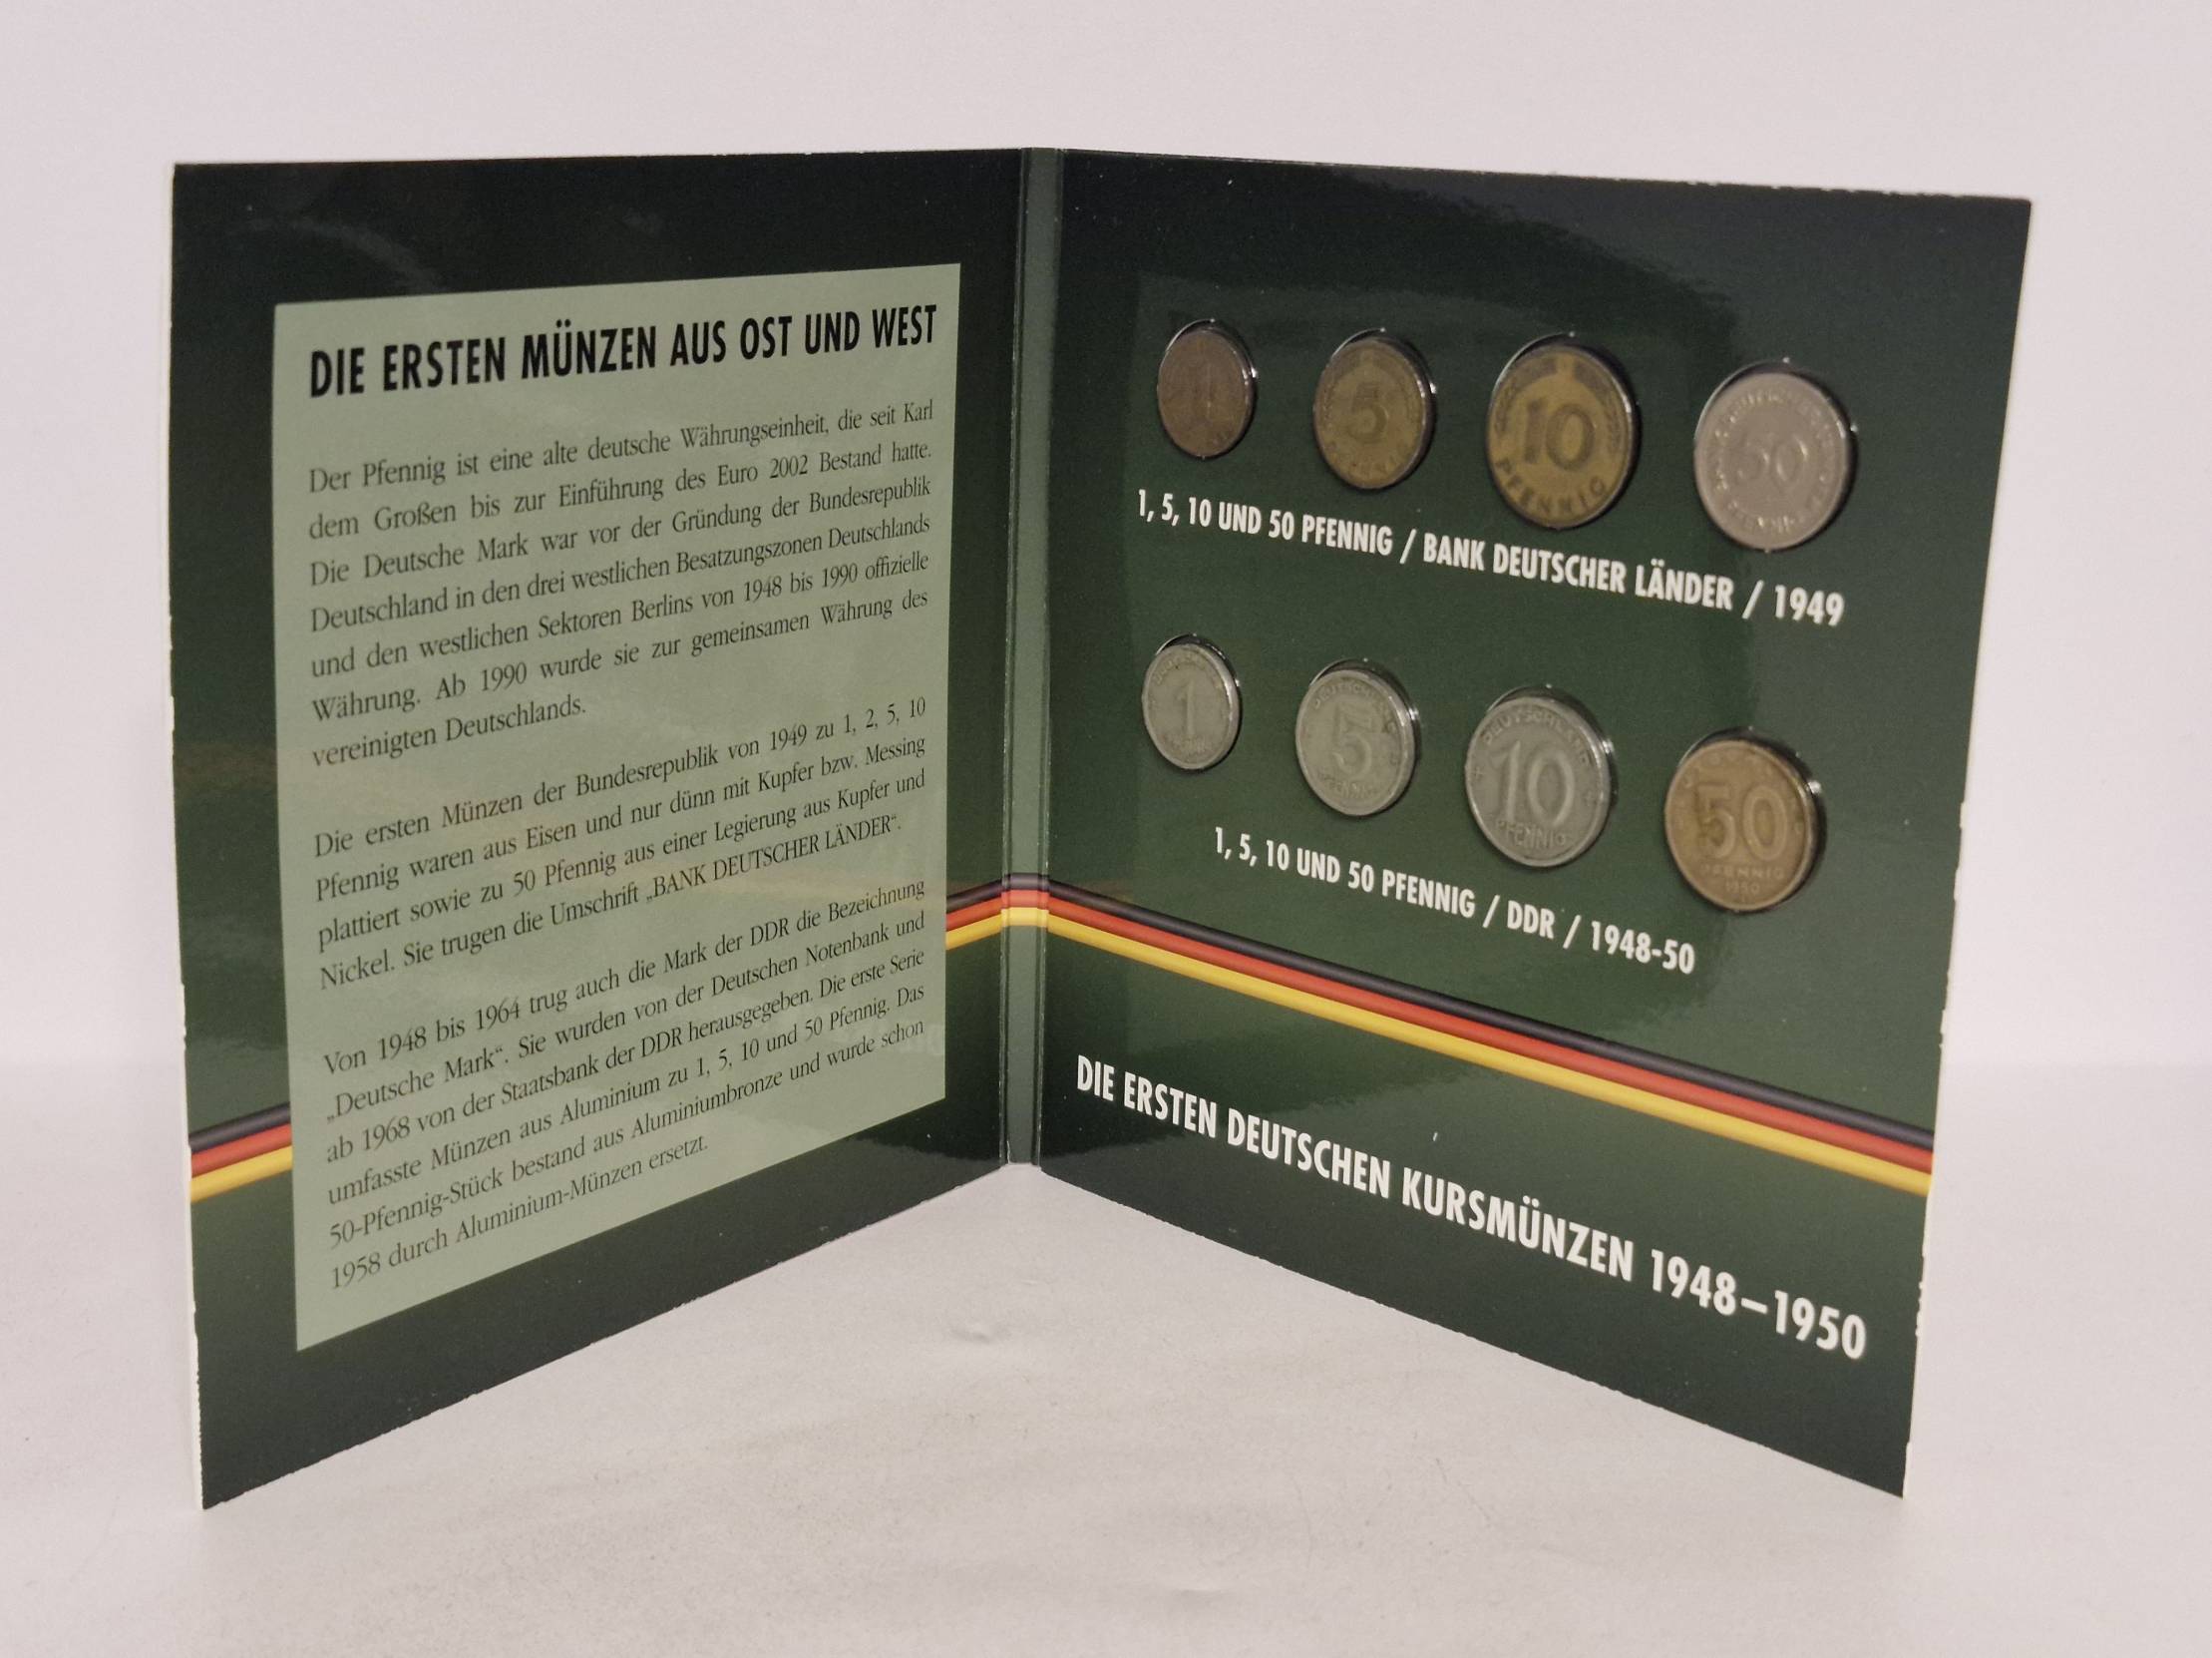 DIE ERSTEN MÜNZEN AUS OST UND WEST
Der Pfennig ist eine alte deutsche Währungseinheit, die seit Karl
dem Großen bis zur Einführung des Euro 2002 Bestand hatte.
Die Deutsche Mark war vor der Gründung der Bundesrepublik
Deutschland in den drei westlichen Besatzungszonen Deutschlands
und den westlichen Sektoren Berlins von 1948 bis 1990 offizielle
Währung. Ab 1990 wurde sie zur gemeinsamen Währung des
vereinigten Deutschlands.
Die ersten Münzen der Bundesrepublik von 1949 zu 1, 2, 5, 10
Pfennig waren aus Eisen und nur dünn mit Kupfer bzw. Messing
plattiert sowie zu 50 Pfennig aus einer Legierung aus Kupfer und
Nickel. Sie trugen die Umschrift „BANK DEUTSCHER LÄNDER“.
Von 1948 bis 1964 trug auch die Mark der DDR die Bezeichnung
„Deutsche Mark“. Sie wurden von der Deutschen Notenbank und
ab 1968 von der Staatsbank der DDR herausgegeben. Die erste Serie
umfasste Münzen aus Aluminium zu 1, 5, 10 und 50 Pfennig. Das
50-Pfennig-Stück bestand aus Aluminiumbronze und wurde schon
1958 durch Aluminium-Münzen ersetzt.
1
5
10
PFENNIG
50
1, 5, 10 UND 50 PFENNIG / BANK DEUTSCHER LÄNDER / 1949
1
DEUTSCHLAND
5
PFENNIG
DEUTSCHLAND
10
PFENNIG
50
PFENNIG
1950
1, 5, 10 UND 50 PFENNIG / DDR / 1948-50
DIE ERSTEN DEUTSCHEN KURSMÜNZEN 1948–1950